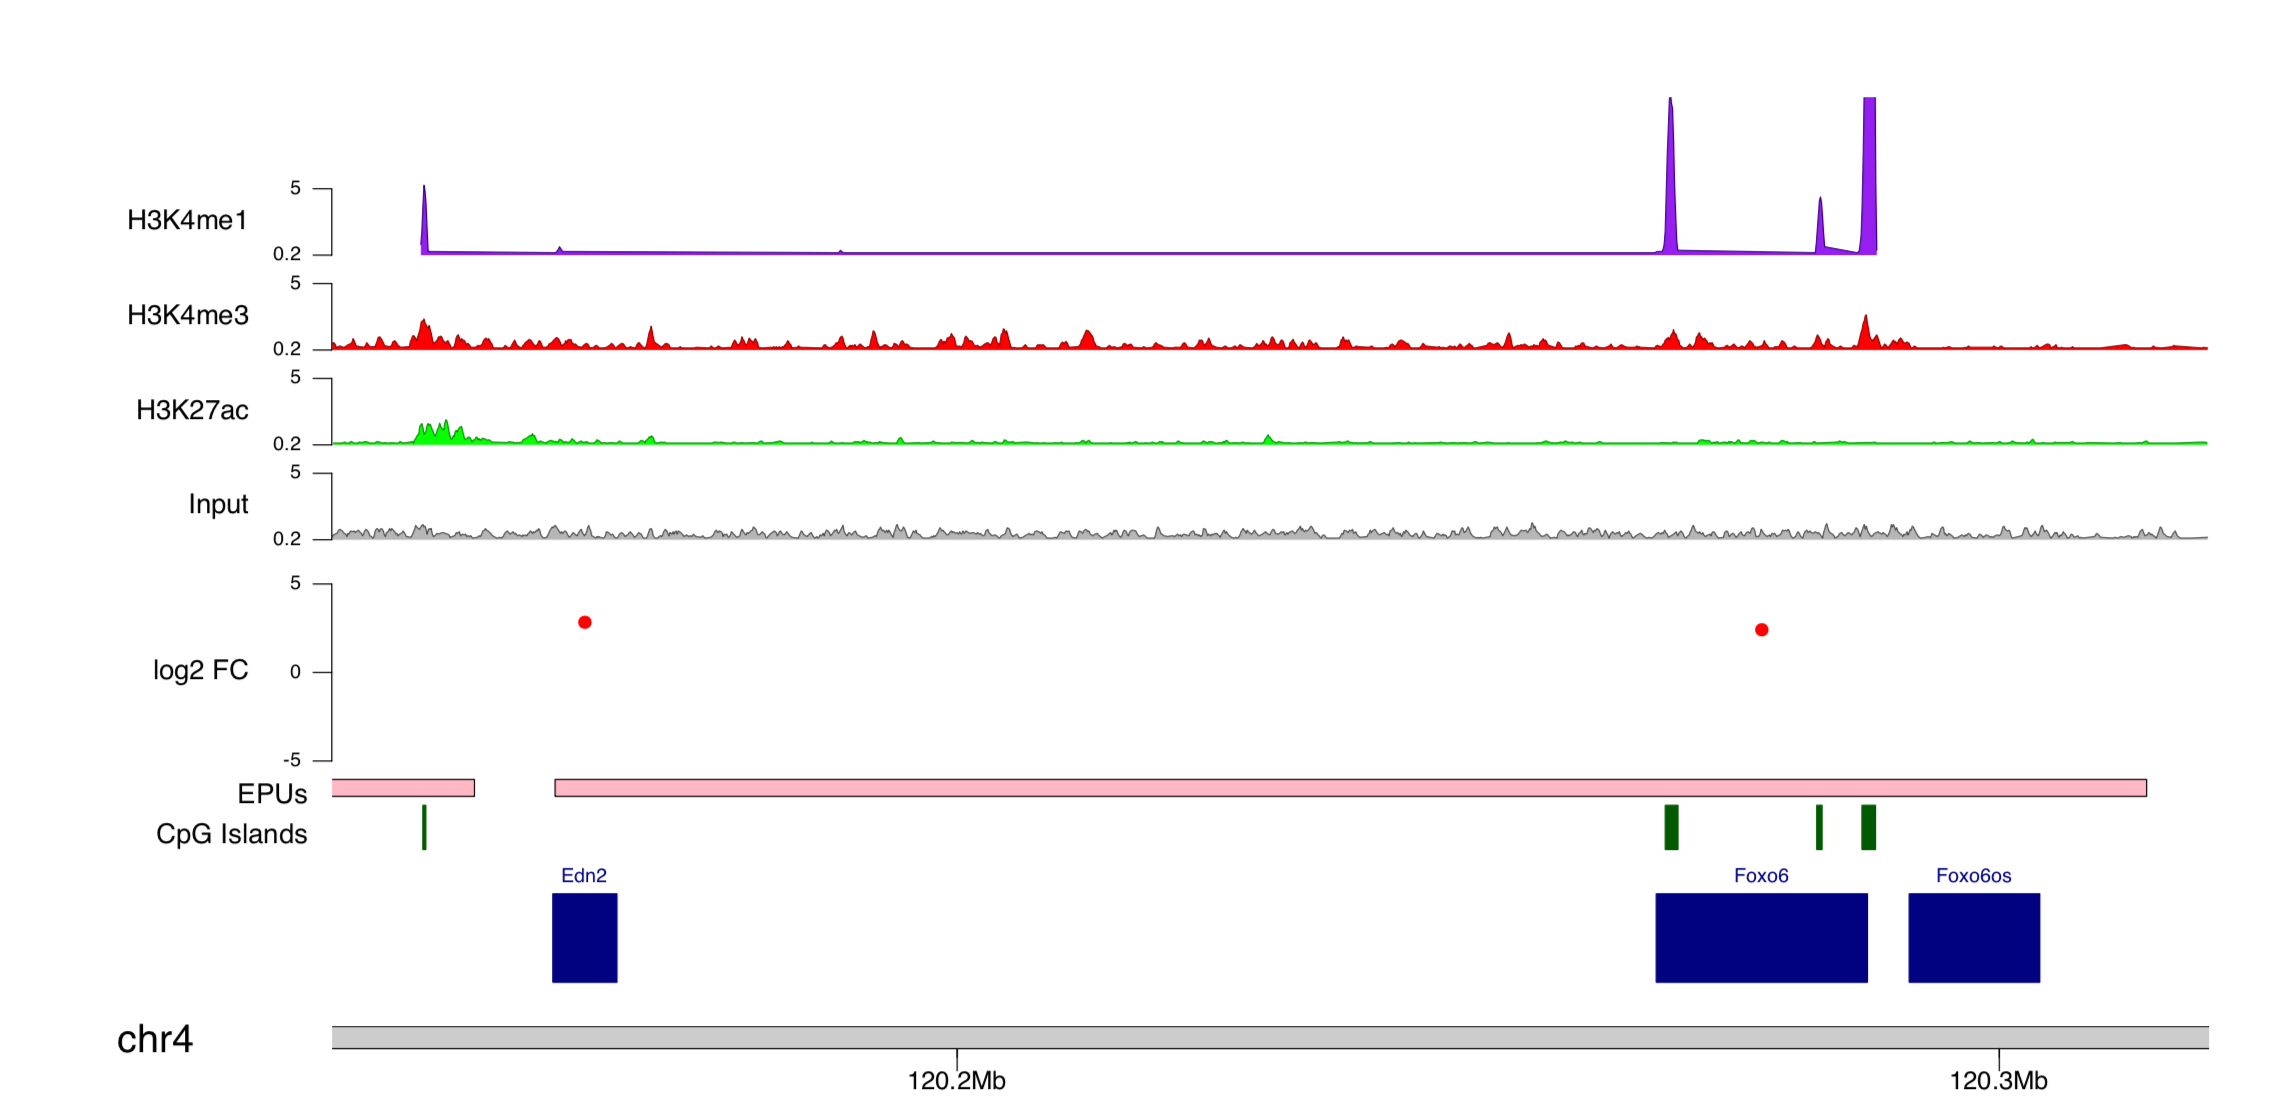 5
H3K4me1
0.2
5
H3K4me3
0.2
5
H3K27ac
0.2
5
Input
0.2
5
log2 FC
0
-5
EPUs
CpG Islands
Edn2 Foxo6 Foxo6os
chr4
120.2Mb 120.3Mb